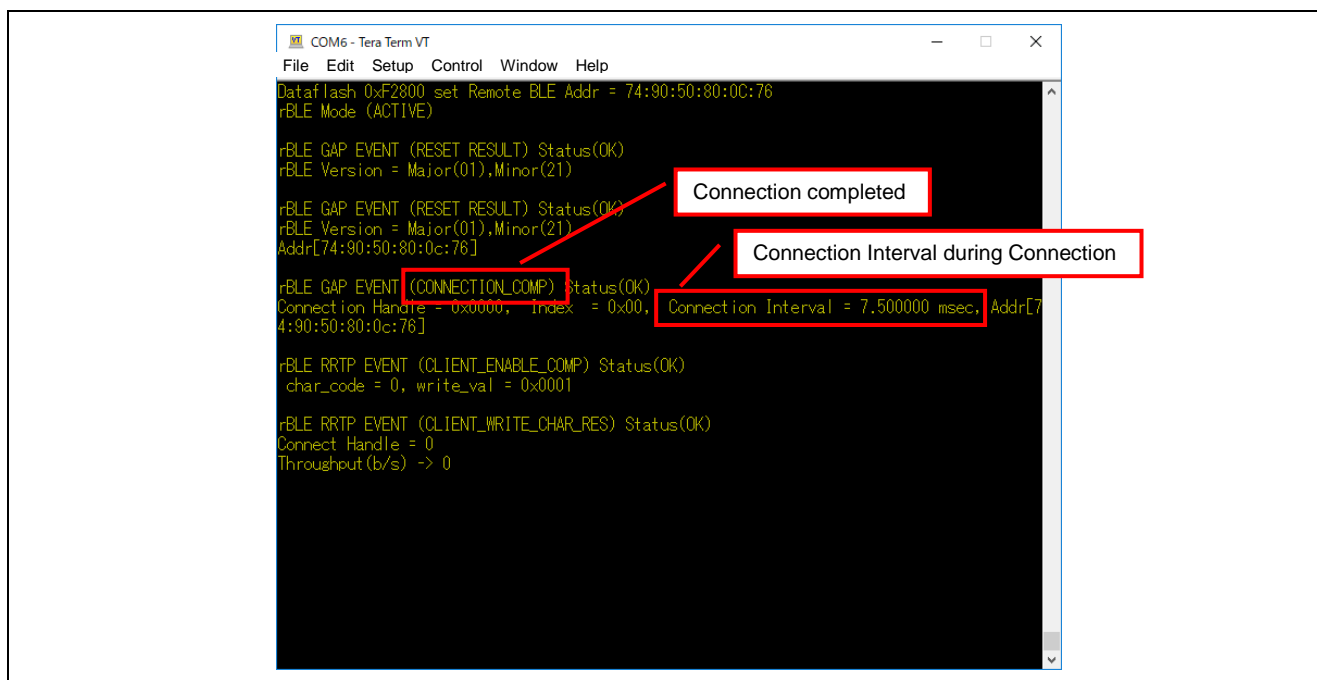 COM6 - Tera Term VT
File Edit Setup Control Window Help
Dataflash 0xF2800 set Remote BLE Addr = 74:90:50:80:0C:76
rBLE Mode (ACTIVE)
rBLE GAP EVENT (RESET RESULT) Status(OK)
rBLE Version = Major(01),Minor(21)
Connection completed
rBLE GAP EVENT (RESET RESULT) Status(OK)
rBLE Version = Major(01),Minor(21)
Addr[74:90:50:80:0c:76]
Connection Interval during Connection
rBLE GAP EVENT (CONNECTION_COMP) Status(OK)
Connection Handle = 0x0000, Index = 0x00, Connection Interval = 7.500000 msec, Addr[7
4:90:50:80:0c:76]
rBLE RRTP EVENT (CLIENT_ENABLE_COMP) Status(OK)
char_code = 0, write_val = 0x0001
rBLE RRTP EVENT (CLIENT_WRITE_CHAR_RES) Status(OK)
Connect Handle = 0
Throughput(b/s) -> 0